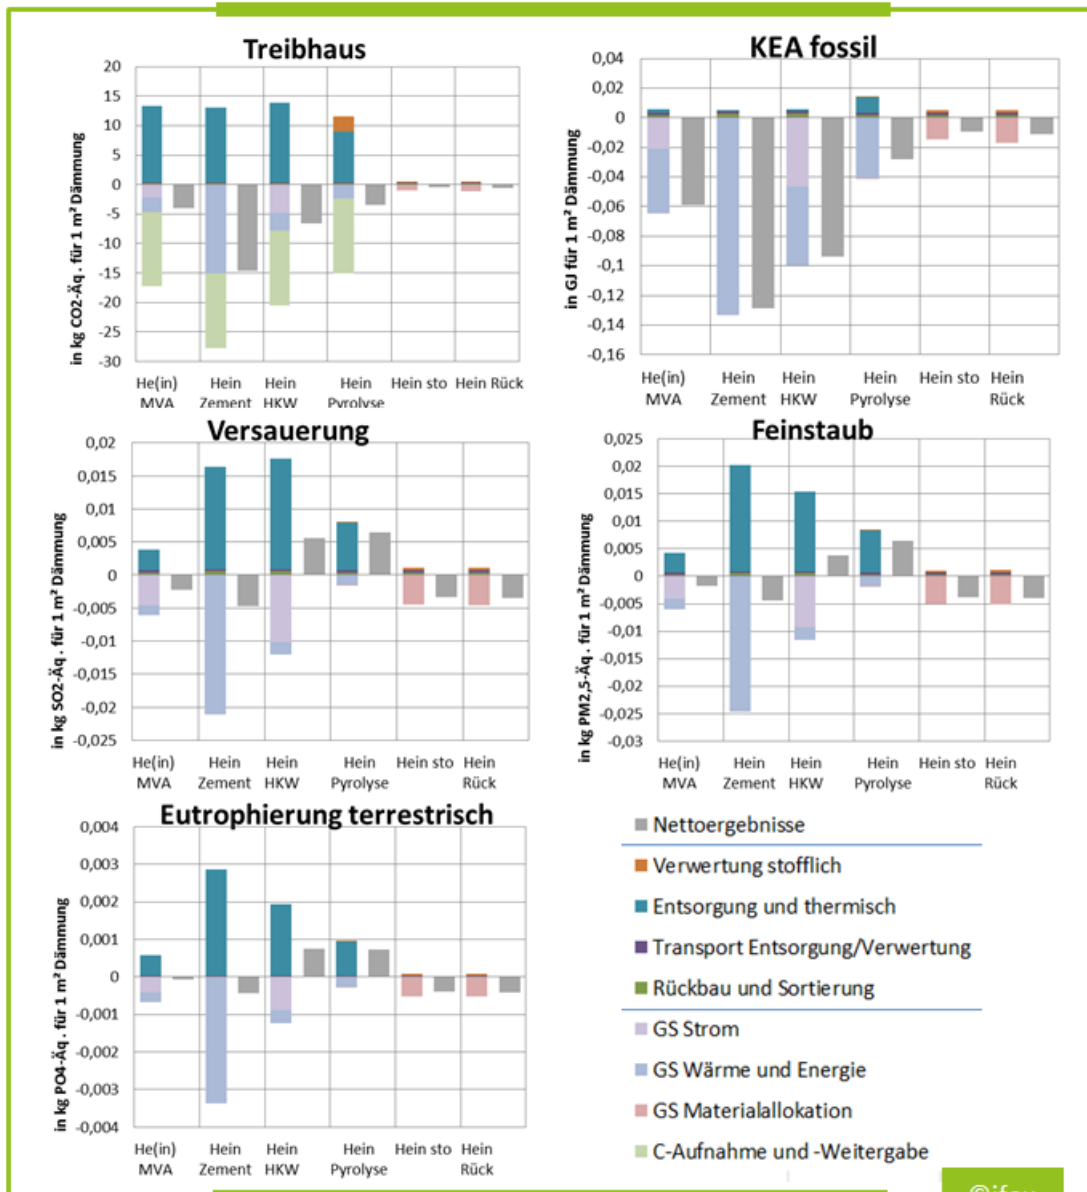 Treibhaus
in kg CO2-Äq . für 1 m² Dämmung
20
15
10
5
0
-5
-10
-15
-20
-25
-30
He(in) MVA
Hein Zement
Hein HKW
Hein Pyrolyse
Hein sto
Hein Rück
KEA fossil
in GJ für 1 m² Dämmung
0,04
0,02
0
-0,02
-0,04
-0,06
-0,08
-0,1
-0,12
-0,14
-0,16
He(in) MVA
Hein Zement
Hein HKW
Hein Pyrolyse
Hein sto
Hein Rück
Versauerung
in kg SO2-Äq . für 1 m² Dämmung
0,02
0,015
0,01
0,005
0
-0,005
-0,01
-0,015
-0,02
-0,025
He(in) MVA
Hein Zement
Hein HKW
Hein Pyrolyse
Hein sto
Hein Rück
Feinstaub
in kg PM2,5-Äq . für 1 m² Dämmung
0,025
0,02
0,015
0,01
0,005
0
-0,005
-0,01
-0,015
-0,02
-0,025
-0,03
He(in) MVA
Hein Zement
Hein HKW
Hein Pyrolyse
Hein sto
Hein Rück
Eutrophierung terrestrisch
in kg PO4-Äq . für 1 m² Dämmung
0,004
0,003
0,002
0,001
0
-0,001
-0,002
-0,003
-0,004
He(in) MVA
Hein Zement
Hein HKW
Hein Pyrolyse
Hein sto
Hein Rück
Nettoergebnisse
Verwertung stofflich
Entsorgung und thermisch
Transport Entsorgung/Verwertung
Rückbau und Sortierung
GS Strom
GS Wärme und Energie
GS Materialallokation
C-Aufnahme und -Weitergabe